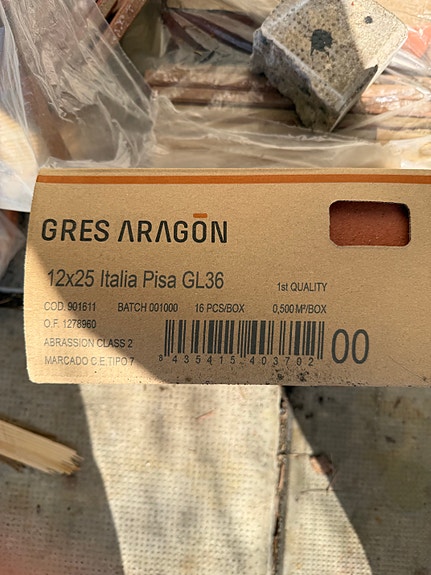 GRES ARAGÓN
12x25 Italia Pisa GL36
1st QUALITY
COD. 901611 BATCH 001000 16 PCS/BOX 0,500 M²/BOX
O.F. 1278960
ABRASSION CLASS 2
MARCADO C.E.TIPO 7
8 435415 403702
00